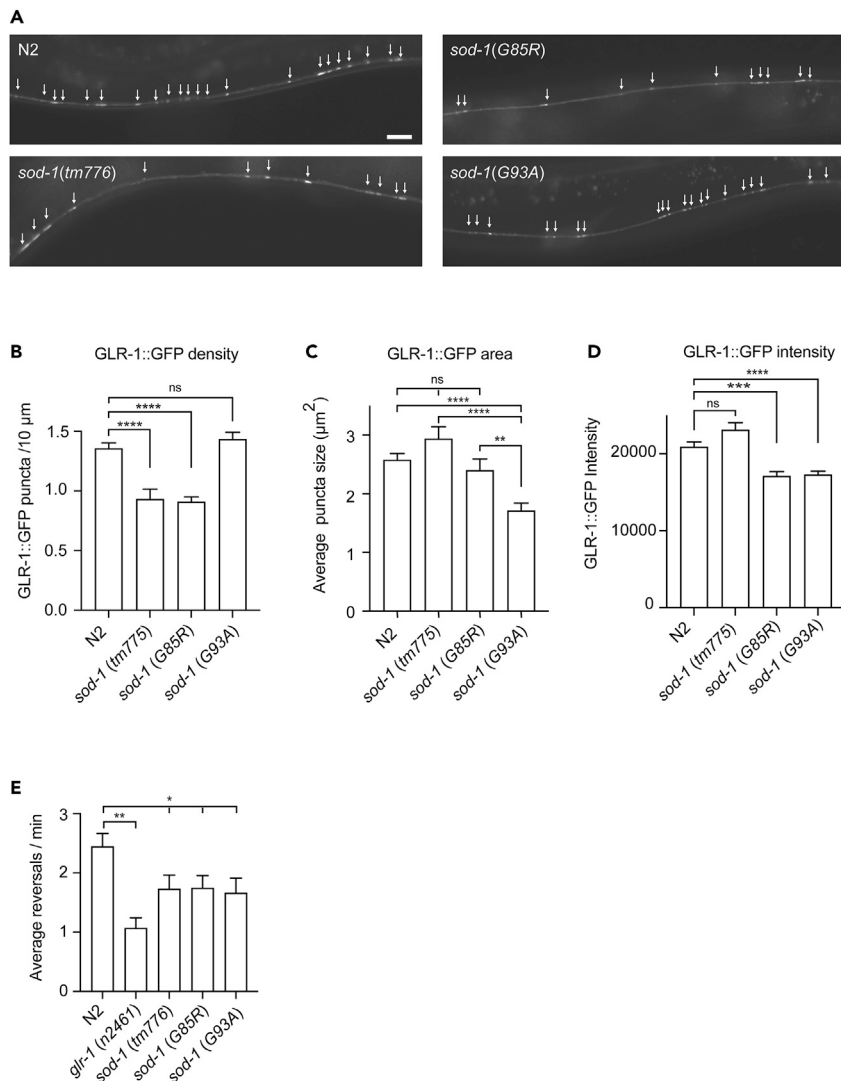 A
N2
sod-1(G85R)
sod-1(tm776)
sod-1(G93A)
B
GLR-1::GFP density
ns
****
****
GLR-1::GFP puncta /10 µm
1.5
1.0
0.5
0.0
N2
sod-1 (tm775)
sod-1 (G85R)
sod-1 (G93A)
C
GLR-1::GFP area
ns
****
****
**
Average puncta size (µm²)
3
2
1
0
N2
sod-1 (tm775)
sod-1 (G85R)
sod-1 (G93A)
D
GLR-1::GFP intensity
****
***
ns
GLR-1::GFP Intensity
20000
10000
0
N2
sod-1 (tm775)
sod-1 (G85R)
sod-1 (G93A)
E
*
**
Average reversals / min
3
2
1
0
N2
glr-1 (n2461)
sod-1 (tm776)
sod-1 (G85R)
sod-1 (G93A)